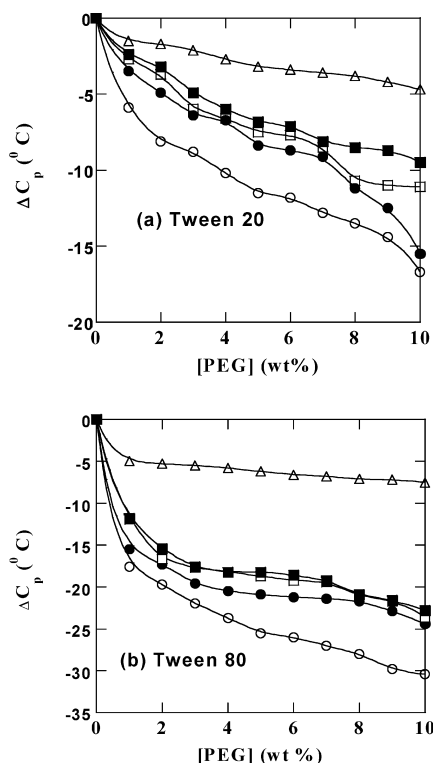 0
-5
-10
-15
-20
ΔC_p (⁰ C)
(a) Tween 20
0 2 4 6 8 10
[PEG] (wt%)
0
-5
-10
-15
-20
-25
-30
-35
ΔC_p (⁰ C)
(b) Tween 80
0 2 4 6 8 10
[PEG] (wt %)